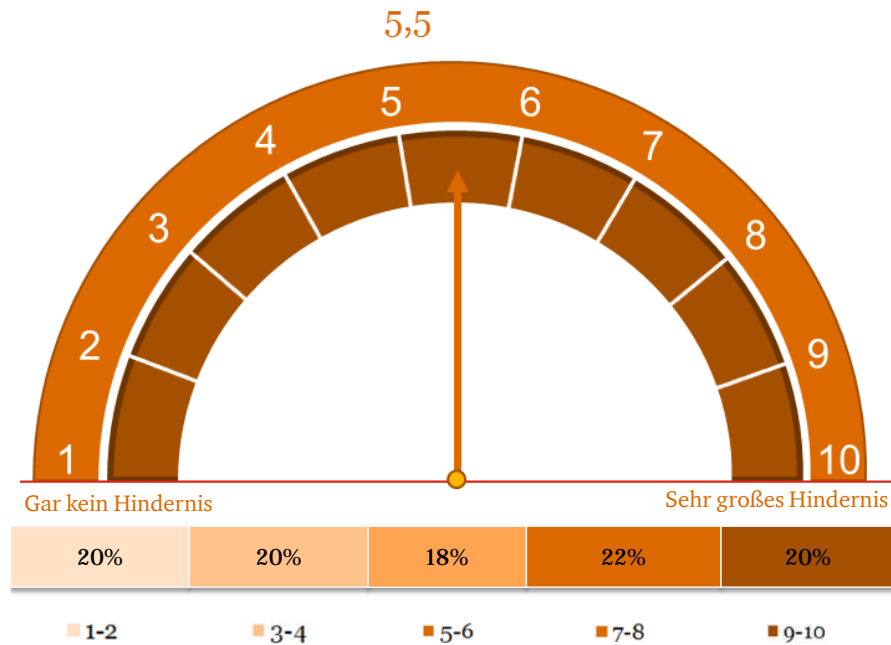 5,5
1 2 3 4 5 6 7 8 9 10
Gar kein Hindernis
Sehr großes Hindernis
20% 20% 18% 22% 20%
1-2 3-4 5-6 7-8 9-10